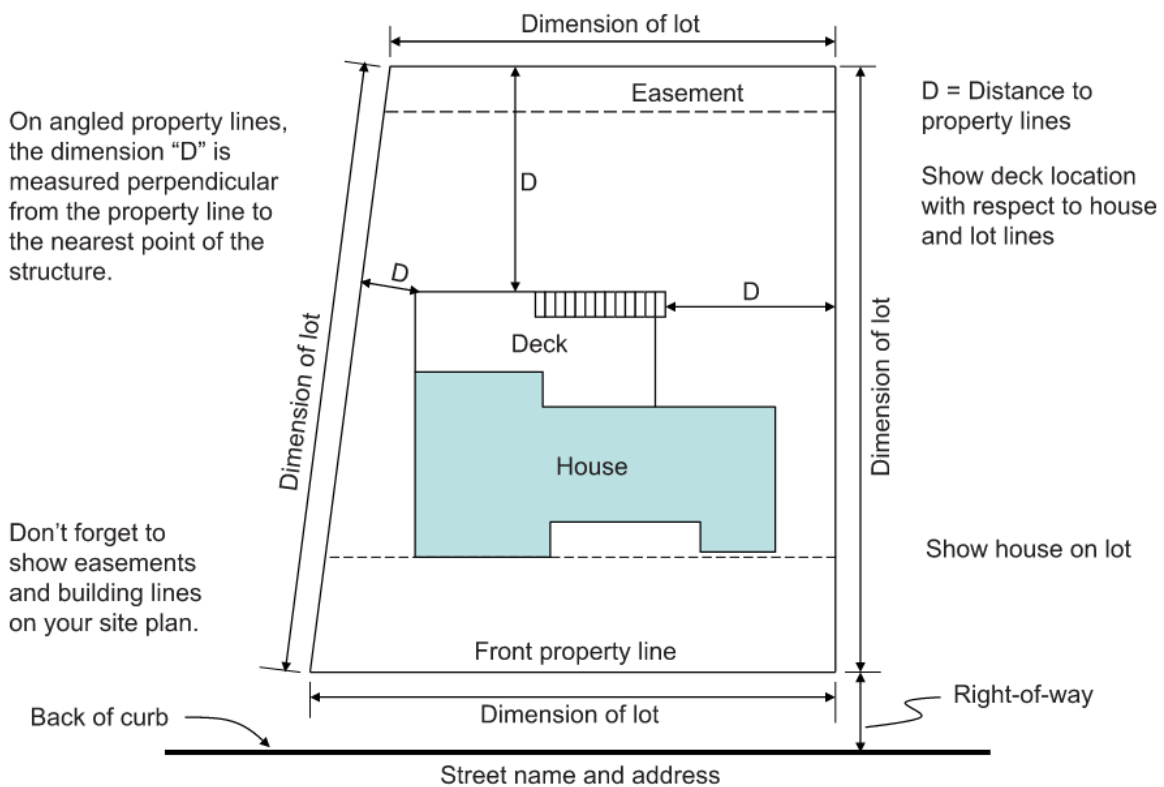 Dimension of lot
Easement
D = Distance to
property lines
On angled property lines,
the dimension “D” is
measured perpendicular
from the property line to
the nearest point of the
structure.
Show deck location
with respect to house
and lot lines
D
D
D
Deck
Dimension of lot
Dimension of lot
House
Don’t forget to
show easements
and building lines
on your site plan.
Show house on lot
Front property line
Right-of-way
Back of curb
Dimension of lot
Street name and address